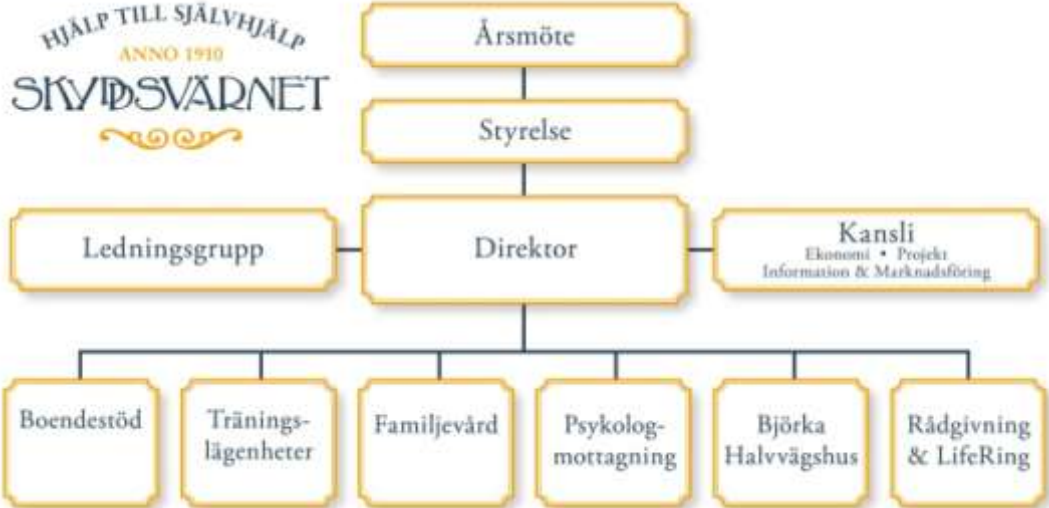 HJÄLP TILL SJÄLVHJÄLP
ANNO 1910
SKYDDSVÄRNET
Årsmöte
Styrelse
Ledningsgrupp
Direktor
Kansli
Ekonomi • Projekt
Information & Marknadsföring
Boendestöd
Tränings-
lägenheter
Familjevård
Psykolog-
mottagning
Björka
Halvvägshus
Rådgivning
& LifeRing